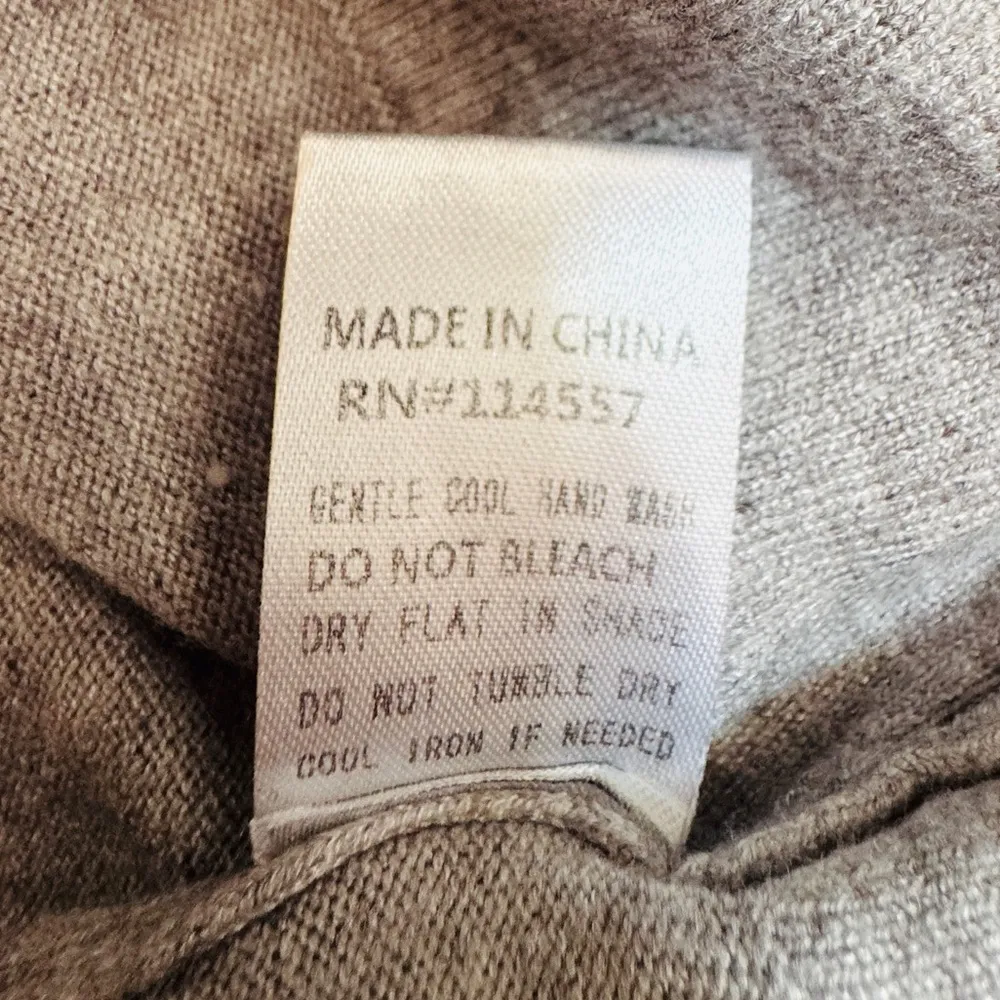 MADE IN CHINA
RN#114557
GENTLE COOL HAND WASH
DO NOT BLEACH
DRY FLAT IN SHADE
DO NOT TUMBLE DRY
COOL IRON IF NEEDED